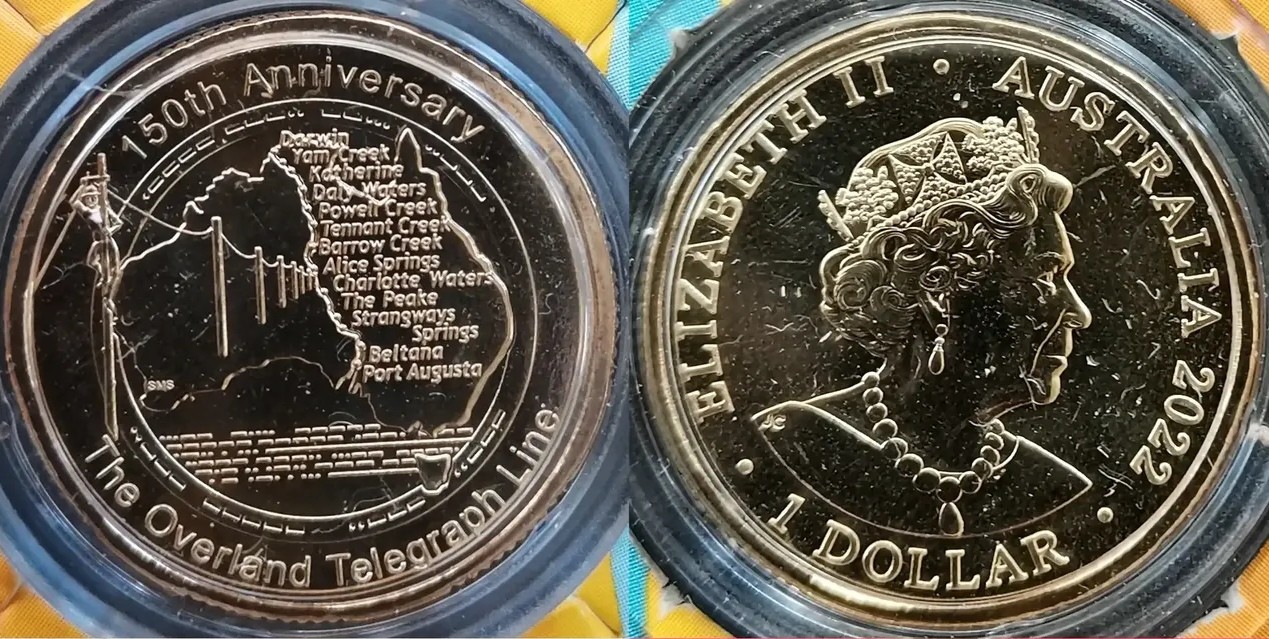 150th Anniversary
Darwin
Yam Creek
Katherine
Daly Waters
Powell Creek
Tennant Creek
Barrow Creek
Alice Springs
Charlotte Waters
The Peake
Strangways
Springs
Beltana
Port Augusta
SMS
The Overland Telegraph Line
ELIZABETH II • AUSTRALIA 2022
JC
• 1 DOLLAR •